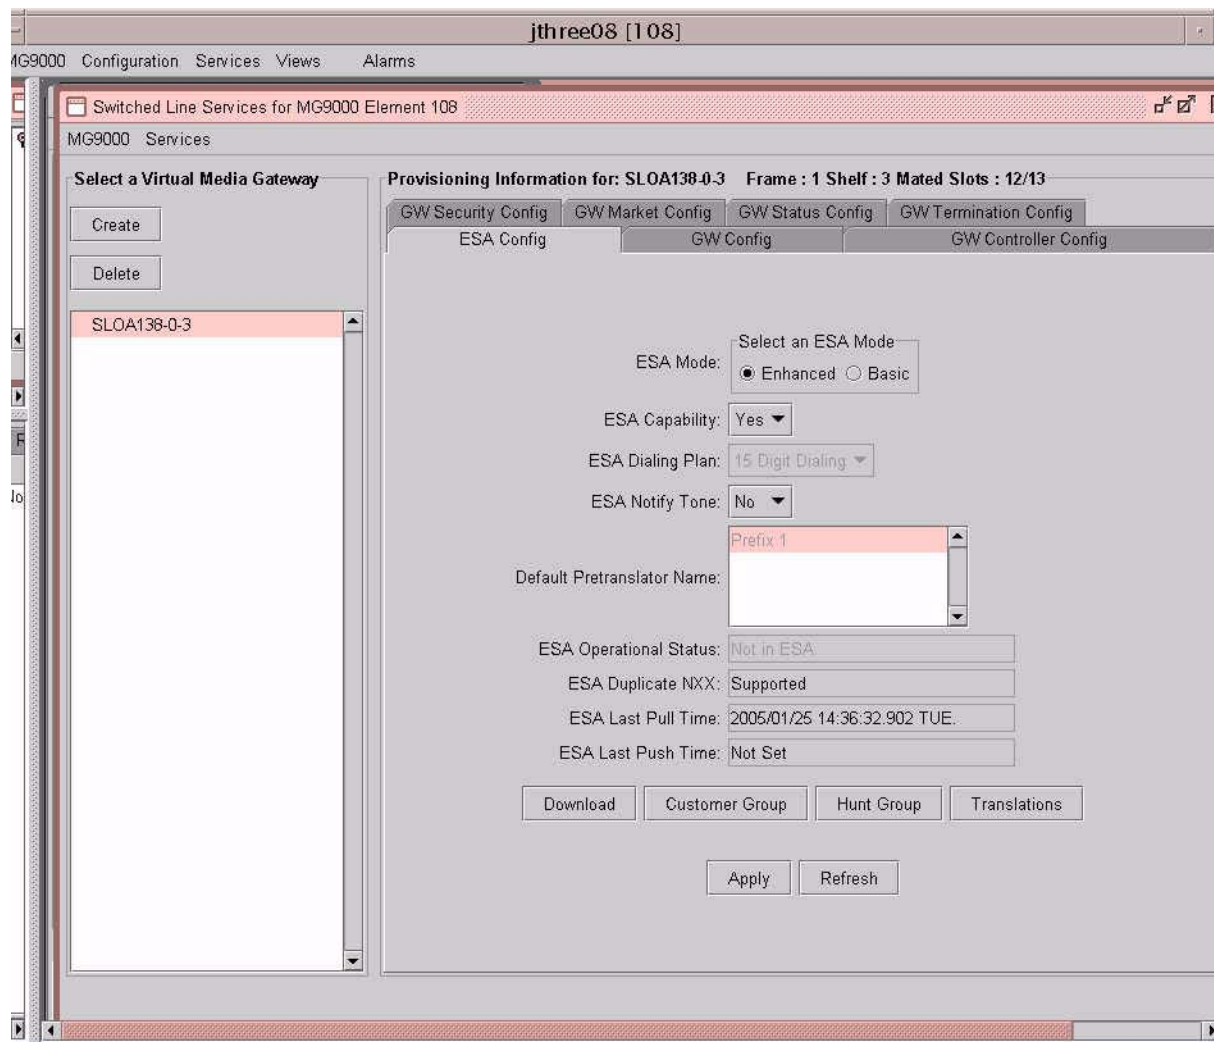 jthree08 [108]
MG9000 Configuration Services Views Alarms
Switched Line Services for MG9000 Element 108
MG9000 Services
Select a Virtual Media Gateway
Create
Delete
SLOA138-0-3
Provisioning Information for: SLOA138-0-3 Frame : 1 Shelf : 3 Mated Slots : 12/13
GW Security Config GW Market Config GW Status Config GW Termination Config
ESA Config GW Config GW Controller Config
Select an ESA Mode
ESA Mode: Enhanced Basic
ESA Capability: Yes
ESA Dialing Plan: 15 Digit Dialing
ESA Notify Tone: No
Prefix 1
Default Pretranslator Name:
ESA Operational Status: Not in ESA
ESA Duplicate NXX: Supported
ESA Last Pull Time: 2005/01/25 14:36:32.902 TUE.
ESA Last Push Time: Not Set
Download Customer Group Hunt Group Translations
Apply Refresh